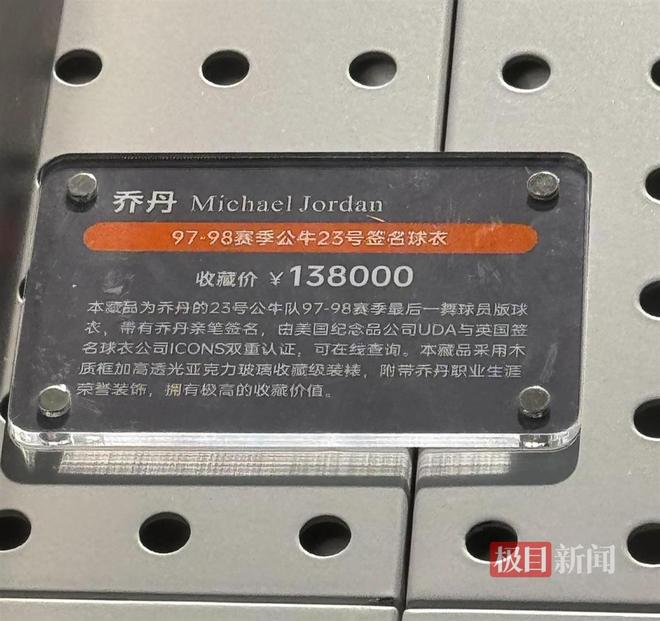 乔丹 Michael Jordan
97-98赛季公牛23号签名球衣
收藏价 ¥138000
本藏品为乔丹的23号公牛队97-98赛季最后一舞球员版球
衣，带有乔丹亲笔签名，由美国纪念品公司UDA与英国签
名球衣公司ICONS双重认证，可在线查询。本藏品采用木
质框加高透光亚克力玻璃收藏级装裱，附带乔丹职业生涯
荣誉装饰，拥有极高的收藏价值。
极目新闻